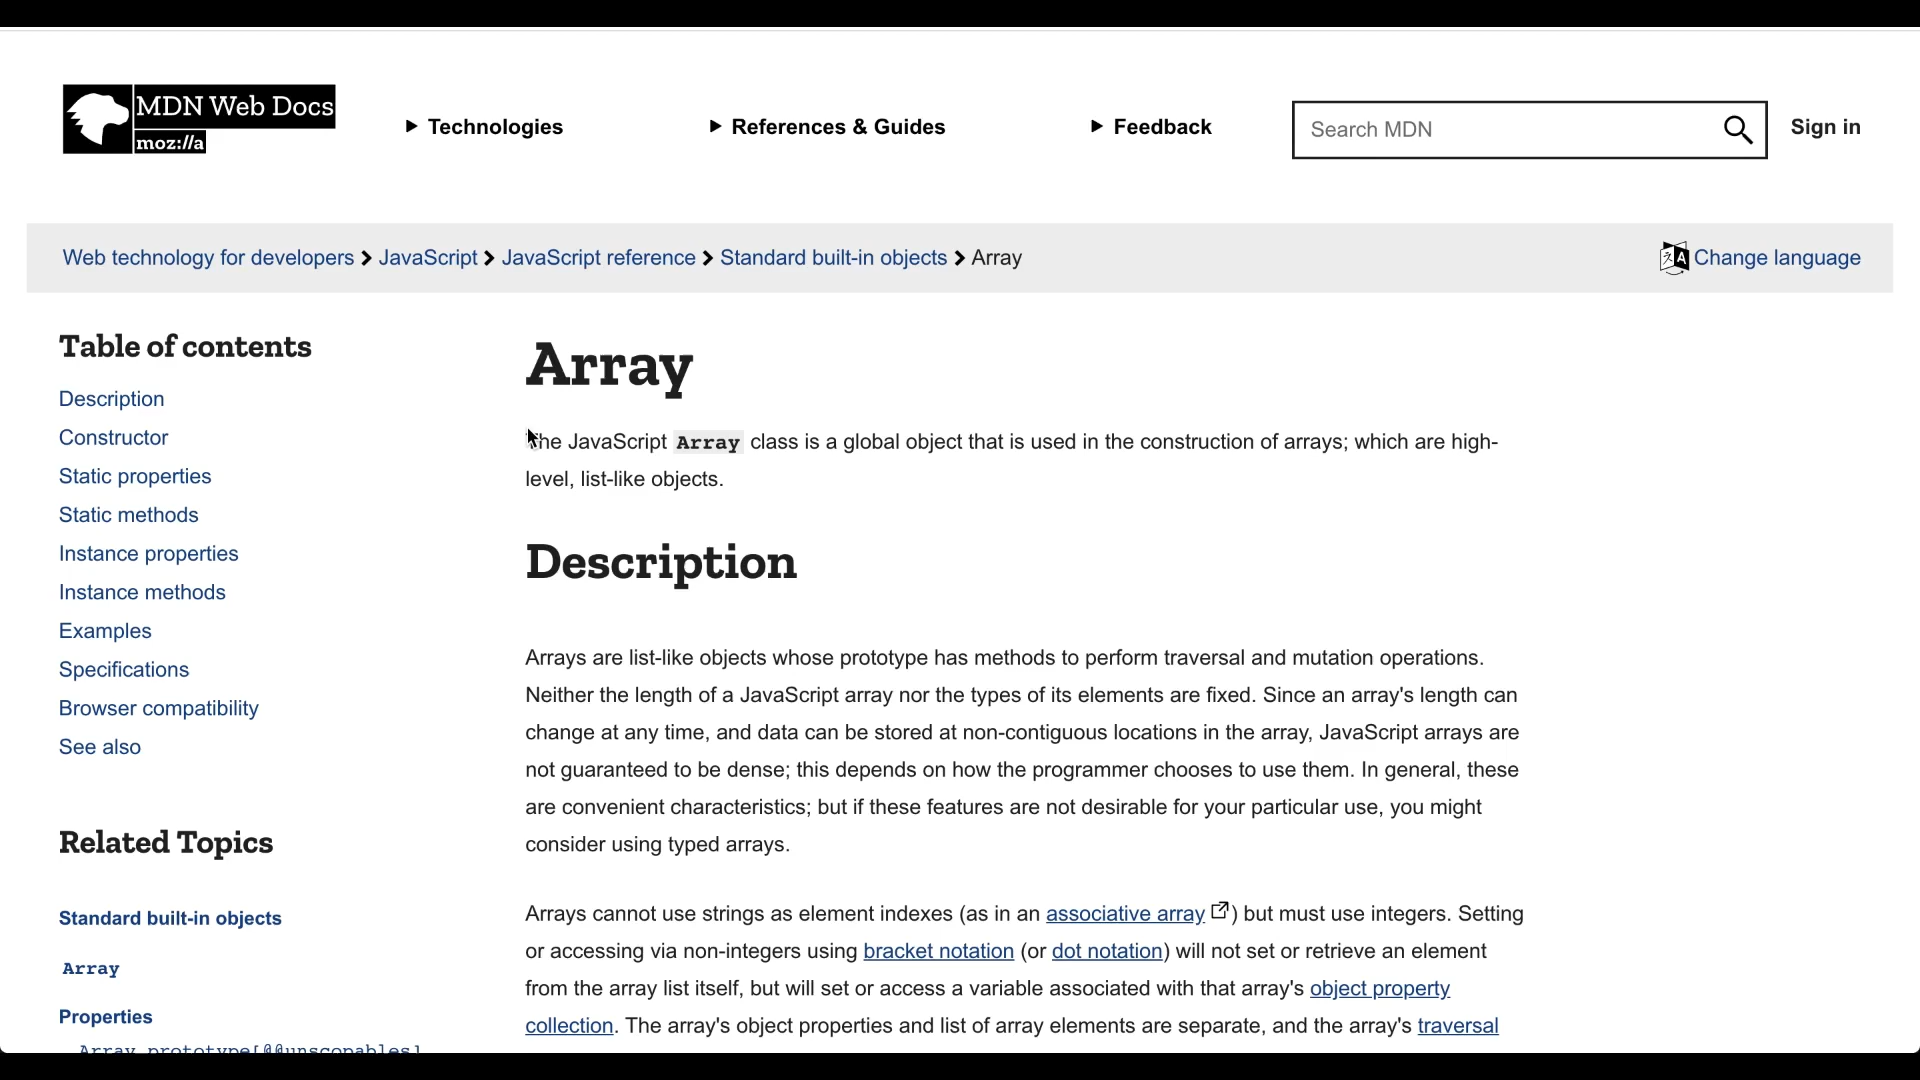 MDN Web Docs
moz://a
Technologies
References & Guides
Feedback
Search MDN
Sign in
Web technology for developers
JavaScript
JavaScript reference
Standard built-in objects
Array
Change language
Table of contents
Description
Constructor
Static properties
Static methods
Instance properties
Instance methods
Examples
Specifications
Browser compatibility
See also
Related Topics
Standard built-in objects
Array
Properties
Array.prototype[@@unscopables]
Array
The JavaScript Array class is a global object that is used in the construction of arrays; which are high-
level, list-like objects.
Description
Arrays are list-like objects whose prototype has methods to perform traversal and mutation operations.
Neither the length of a JavaScript array nor the types of its elements are fixed. Since an array's length can
change at any time, and data can be stored at non-contiguous locations in the array, JavaScript arrays are
not guaranteed to be dense; this depends on how the programmer chooses to use them. In general, these
are convenient characteristics; but if these features are not desirable for your particular use, you might
consider using typed arrays.
Arrays cannot use strings as element indexes (as in an associative array) but must use integers. Setting
or accessing via non-integers using bracket notation (or dot notation) will not set or retrieve an element
from the array list itself, but will set or access a variable associated with that array's object property
collection. The array's object properties and list of array elements are separate, and the array's traversal